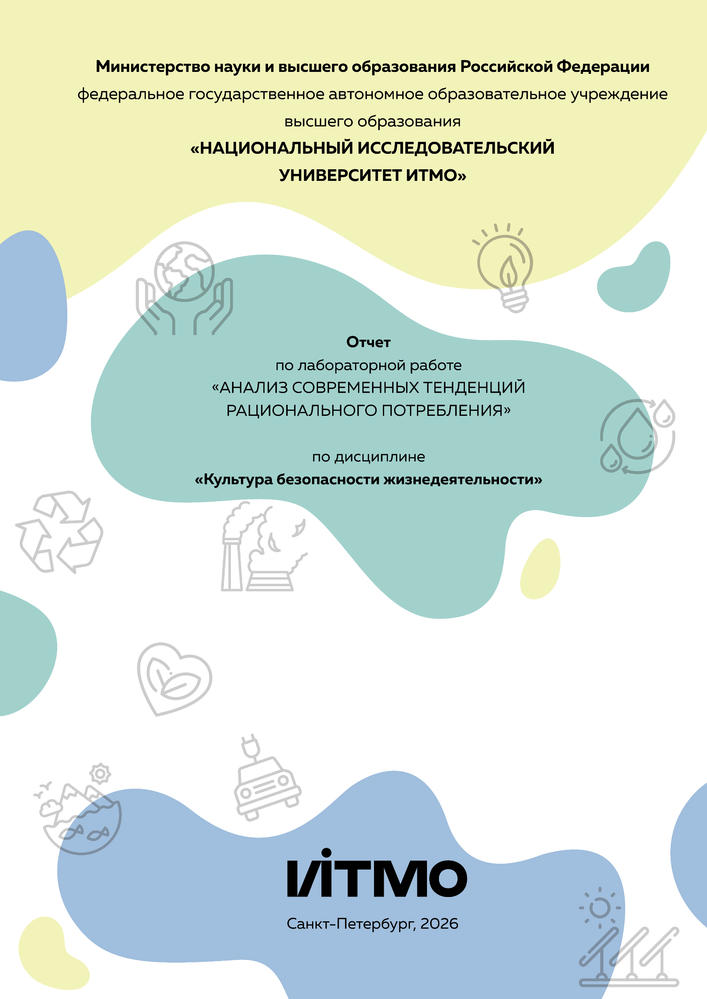 Министерство науки и высшего образования Российской Федерации
федеральное государственное автономное образовательное учреждение
высшего образования
«НАЦИОНАЛЬНЫЙ ИССЛЕДОВАТЕЛЬСКИЙ
УНИВЕРСИТЕТ ИТМО»
Отчет
по лабораторной работе
«АНАЛИЗ СОВРЕМЕННЫХ ТЕНДЕНЦИЙ
РАЦИОНАЛЬНОГО ПОТРЕБЛЕНИЯ»
по дисциплине
«Культура безопасности жизнедеятельности»
ИТМО
Санкт-Петербург, 2026